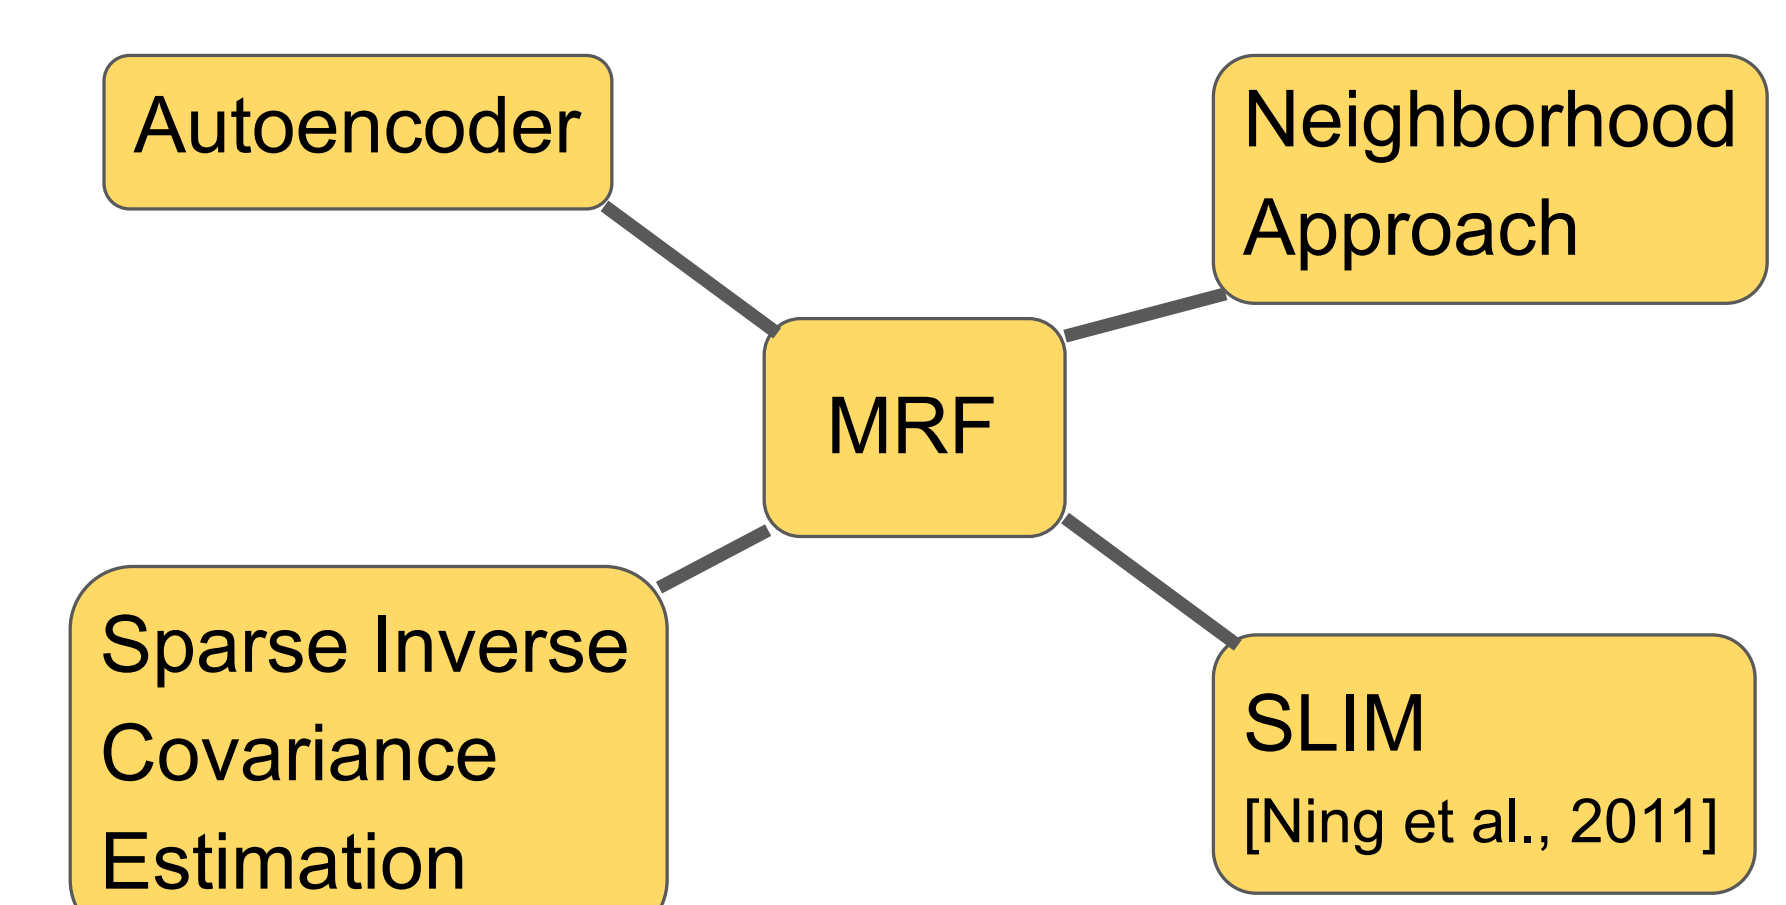 Autoencoder
Neighborhood
Approach
MRF
Sparse Inverse
Covariance
Estimation
SLIM
[Ning et al., 2011]